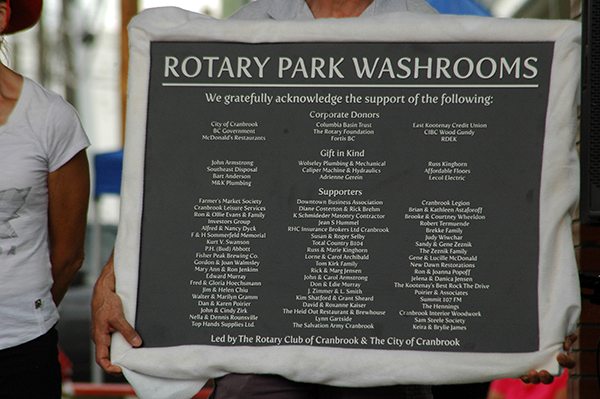 ROTARY PARK WASHROOMS
We gratefully acknowledge the support of the following:
Corporate Donors
City of Cranbrook
BC Government
McDonald's Restaurants
Columbia Basin Trust
The Rotary Foundation
Fortis BC
East Kootenay Credit Union
CIBC Wood Gundy
RDEK
Gift in Kind
John Armstrong
Southeast Disposal
Bart Anderson
M&K Plumbing
Wolseley Plumbing & Mechanical
Caliper Machine & Hydraulics
Adrienne Gerein
Russ Kinghorn
Affordable Floors
Lecol Electric
Supporters
Farmer's Market Society
Cranbrook Leisure Services
Ron & Ollie Evans & Family
Investors Group
Alfred & Nancy Dyck
F & H Sommerfeld Memorial
Kurt V. Swanson
P.H. (Bud) Abbott
Fisher Peak Brewing Co.
Gordon & Joan Walmsley
Mary Ann & Ron Jenkins
Edward Murray
Fred & Gloria Hoechsmann
Jim & Helen Chia
Walter & Marilyn Gramm
Dan & Karen Poirier
John & Cindy Zirk
Nella & Dennis Rounsville
Top Hands Supplies Ltd.
Downtown Business Association
Diane Costerton & Rick Brehm
K Schmieder Masonry Contractor
Jean S Hummel
RHC Insurance Brokers Ltd Cranbrook
Susan & Roger Selby
Total Country B104
Russ & Marie Kinghorn
Lorne & Carol Archibald
Tom Kirk Family
Rick & Marg Jensen
John & Carol Armstrong
Don & Edie Murray
J. Zimmer & L. Smith
Kim Shatford & Grant Sheard
David & Roxanne Kaiser
The Heid Out Restaurant & Brewhouse
Lynn Gartside
The Salvation Army Cranbrook
Cranbrook Legion
Brian & Kathleen Astaforoff
Brooke & Courtney Wheeldon
Robert Termuende
Brekke Family
Judy Wiwchar
Sandy & Gene Zeznik
The Zeznik Family
Gene & Lucille McDonald
New Dawn Restorations
Ron & Joanna Popoff
Jelena & Danica Jensen
The Kootenay's Best Rock The Drive
Poirier & Associates
Summit 107 FM
The Hennings
Cranbrook Interior Woodwork
Sam Steele Society
Keira & Brylie James
Led by The Rotary Club of Cranbrook & The City of Cranbrook